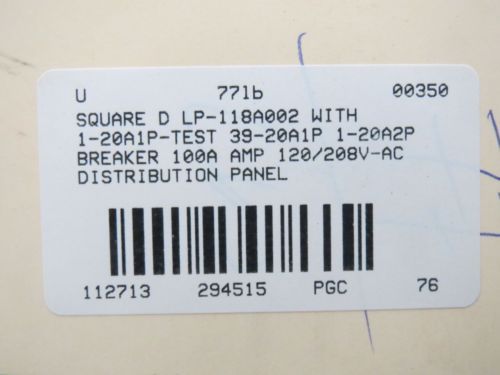 U 77lb 00350
SQUARE D LP-118A002 WITH
1-20A1P-TEST 39-20A1P 1-20A2P
BREAKER 100A AMP 120/208V-AC
DISTRIBUTION PANEL
112713 294515 PGC 76